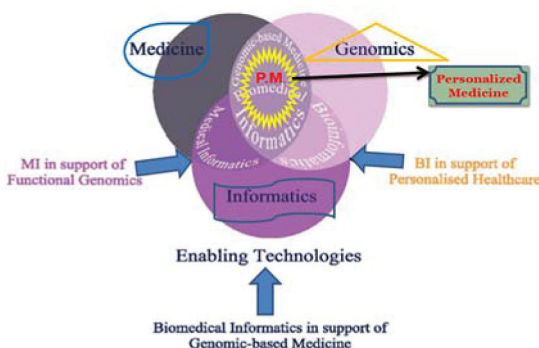 Medicine
Genomics
Genomic-based Medicine
P.M.
Biomedical
Informatics
Personalized
Medicine
Medical Informatics
Bioinformatics
MI in support of
Functional Genomics
BI in support of
Personalised Healthcare
Informatics
Enabling Technologies
Biomedical Informatics in support of
Genomic-based Medicine